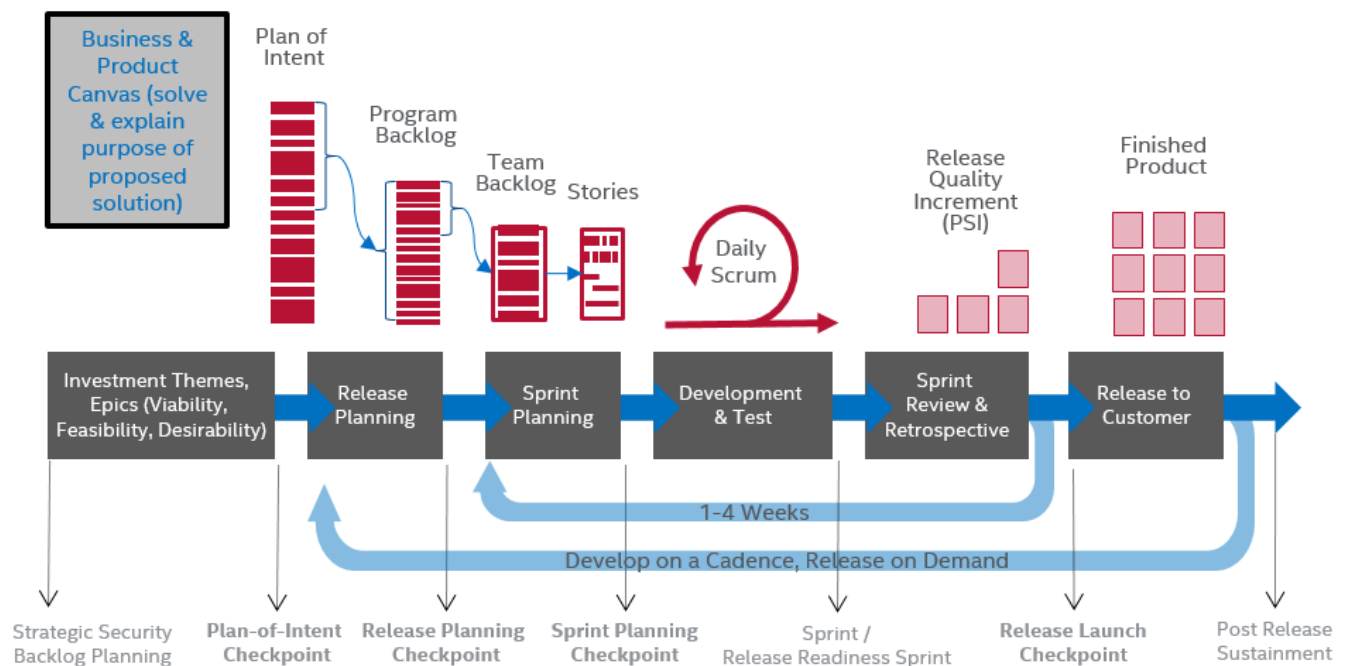 Business &
Product
Canvas (solve
& explain
purpose of
proposed
solution)
Plan of
Intent
Program
Backlog
Team
Backlog
Stories
Daily
Scrum
Release
Quality
Increment
(PSI)
Finished
Product
Investment Themes,
Epics (Viability,
Feasibility, Desirability)
Release
Planning
Sprint
Planning
Development
& Test
Sprint
Review &
Retrospective
Release to
Customer
1-4 Weeks
Develop on a Cadence, Release on Demand
Strategic Security
Backlog Planning
Plan-of-Intent
Checkpoint
Release Planning
Checkpoint
Sprint Planning
Checkpoint
Sprint /
Release Readiness Sprint
Release Launch
Checkpoint
Post Release
Sustainment